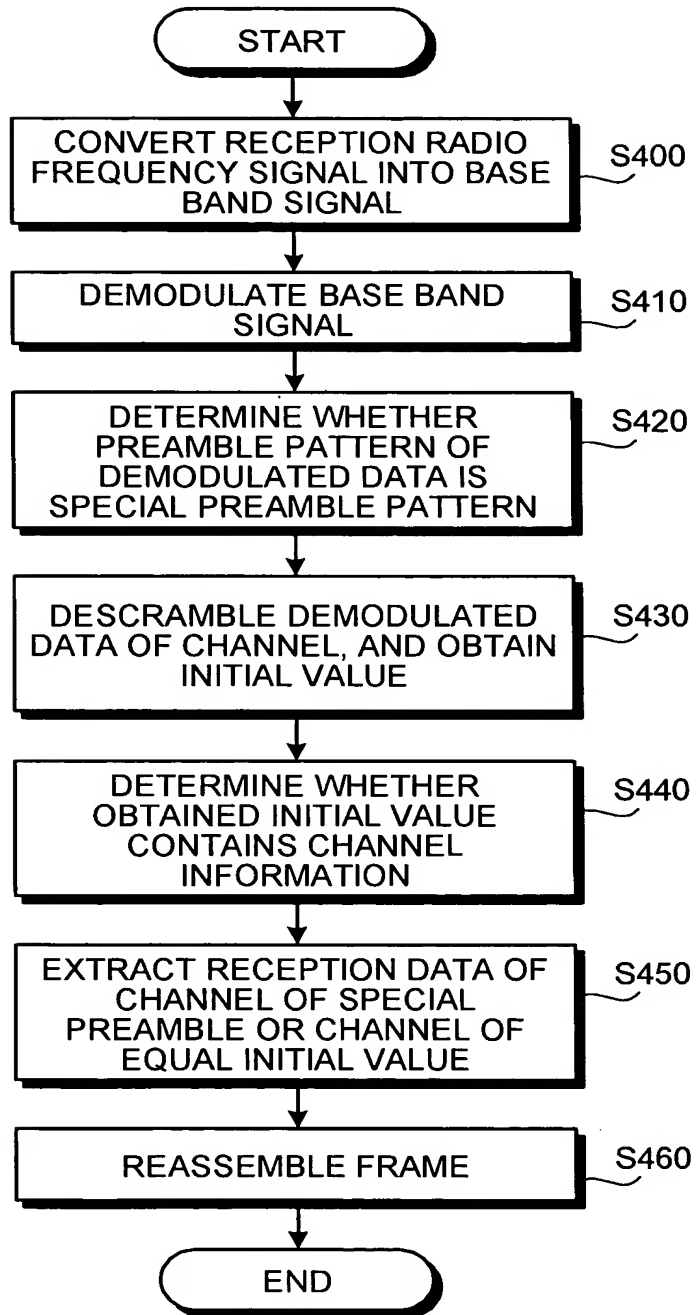 START
CONVERT RECEPTION RADIO
FREQUENCY SIGNAL INTO BASE
BAND SIGNAL
S400
DEMODULATE BASE BAND
SIGNAL
S410
DETERMINE WHETHER
PREAMBLE PATTERN OF
DEMODULATED DATA IS
SPECIAL PREAMBLE PATTERN
S420
DESCRAMBLE DEMODULATED
DATA OF CHANNEL, AND OBTAIN
INITIAL VALUE
S430
DETERMINE WHETHER
OBTAINED INITIAL VALUE
CONTAINS CHANNEL
INFORMATION
S440
EXTRACT RECEPTION DATA OF
CHANNEL OF SPECIAL
PREAMBLE OR CHANNEL OF
EQUAL INITIAL VALUE
S450
REASSEMBLE FRAME
S460
END